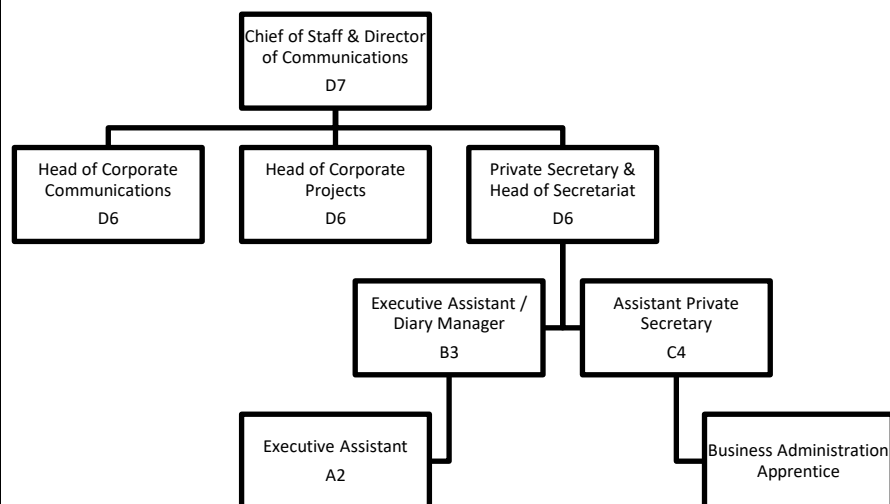 Chief of Staff & Director
of Communications
D7
Head of Corporate
Communications
D6
Head of Corporate
Projects
D6
Private Secretary &
Head of Secretariat
D6
Executive Assistant /
Diary Manager
B3
Assistant Private
Secretary
C4
Executive Assistant
A2
Business Administration
Apprentice